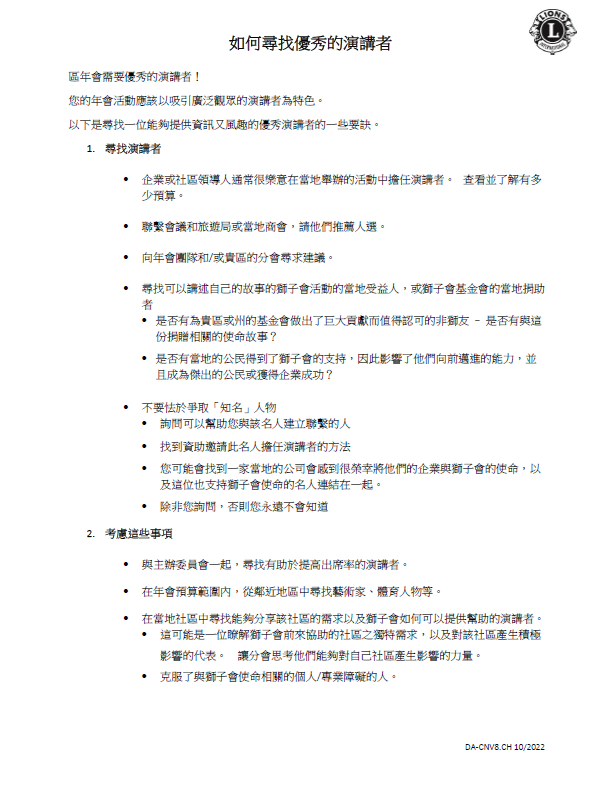 LIONS
L
INTERNATIONAL
如何尋找優秀的演講者
區年會需要優秀的演講者！
您的年會活動應該以吸引廣泛觀眾的演講者為特色。
以下是尋找一位能夠提供資訊又風趣的優秀演講者的一些要訣。
1. 尋找演講者
• 企業或社區領導人通常很樂意在當地舉辦的活動中擔任演講者。 查看並了解有多
少預算。
• 聯繫會議和旅遊局或當地商會，請他們推薦人選。
• 向年會團隊和/或貴區的分會尋求建議。
• 尋找可以講述自己的故事的獅子會活動的當地受益人，或獅子會基金會的當地捐助
者
• 是否有為貴區或州的基金會做出了巨大貢獻而值得認可的非獅友 – 是否有與這
份捐贈相關的使命故事？
• 是否有當地的公民得到了獅子會的支持，因此影響了他們向前邁進的能力，並
且成為傑出的公民或獲得企業成功？
• 不要怯於爭取「知名」人物
• 詢問可以幫助您與該名人建立聯繫的人
• 找到資助邀請此名人擔任演講者的方法
• 您可能會找到一家當地的公司會感到很榮幸將他們的企業與獅子會的使命，以
及這位也支持獅子會使命的名人連結在一起。
• 除非您詢問，否則您永遠不會知道
2. 考慮這些事項
• 與主辦委員會一起，尋找有助於提高出席率的演講者。
• 在年會預算範圍內，從鄰近地區中尋找藝術家、體育人物等。
• 在當地社區中尋找能夠分享該社區的需求以及獅子會如何可以提供幫助的演講者。
• 這可能是一位瞭解獅子會前來協助的社區之獨特需求，以及對該社區產生積極
影響的代表。 讓分會思考他們能夠對自己社區產生影響的力量。
• 克服了與獅子會使命相關的個人/專業障礙的人。
DA-CNV8.CH 10/2022